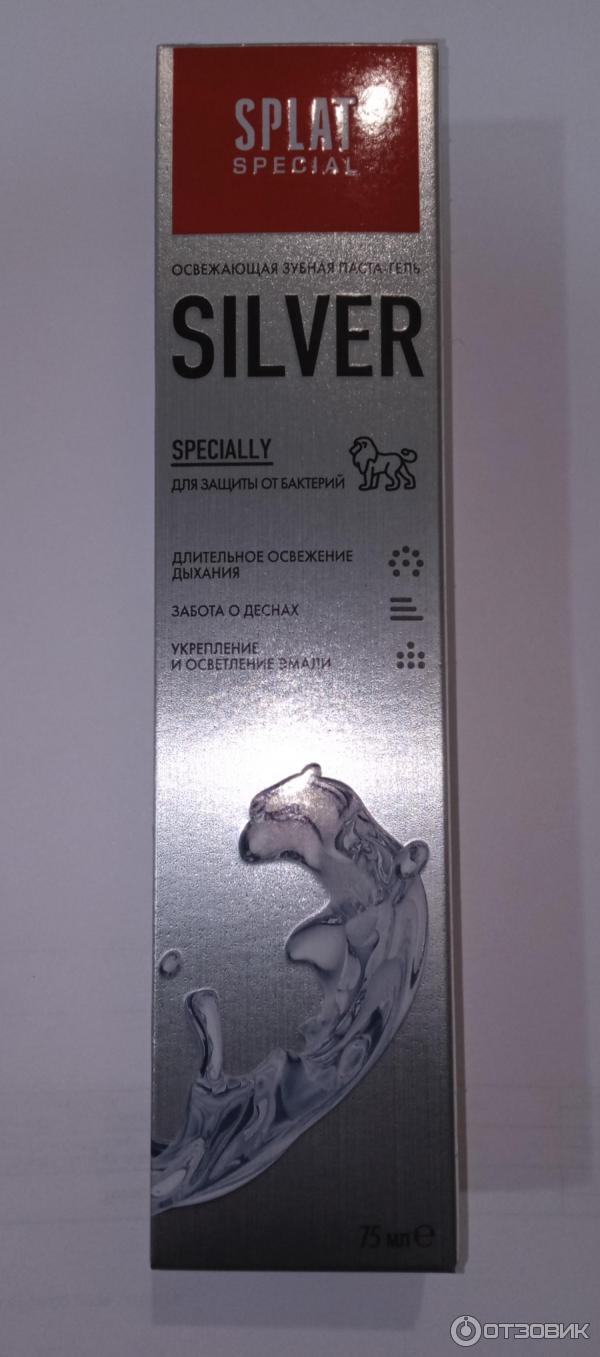 SPLAT
SPECIAL
ОСВЕЖАЮЩАЯ ЗУБНАЯ ПАСТА-ГЕЛЬ
SILVER
SPECIALLY
ДЛЯ ЗАЩИТЫ ОТ БАКТЕРИЙ
ДЛИТЕЛЬНОЕ ОСВЕЖЕНИЕ
ДЫХАНИЯ
ЗАБОТА О ДЕСНАХ
УКРЕПЛЕНИЕ
И ОСВЕТЛЕНИЕ ЭМАЛИ
75 мл ℮
ОТЗОВИК